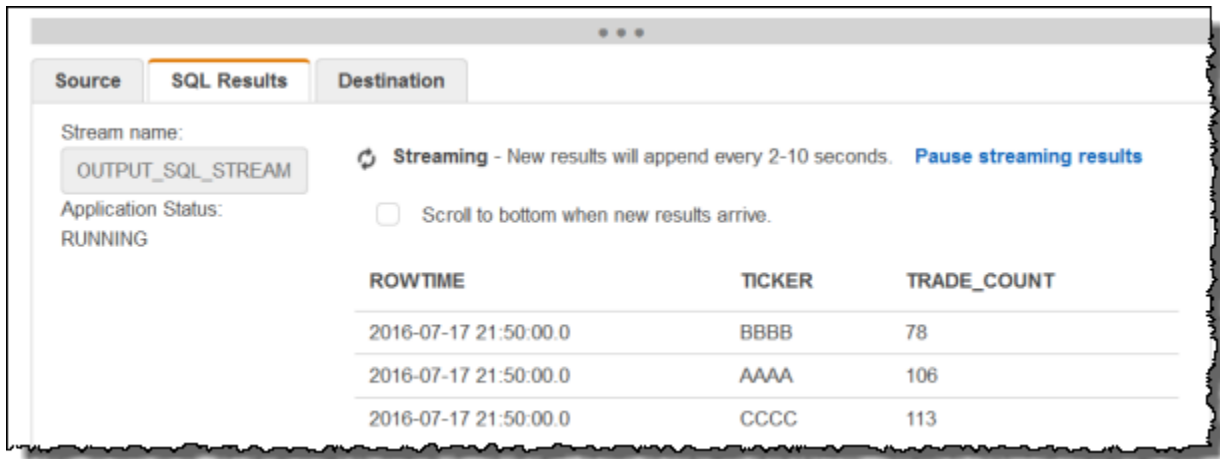 Source SQL Results Destination
Stream name:
OUTPUT_SQL_STREAM
Application Status:
RUNNING
Streaming - New results will append every 2-10 seconds. Pause streaming results
Scroll to bottom when new results arrive.
ROWTIME TICKER TRADE_COUNT
2016-07-17 21:50:00.0 BBBB 78
2016-07-17 21:50:00.0 AAAA 106
2016-07-17 21:50:00.0 CCCC 113